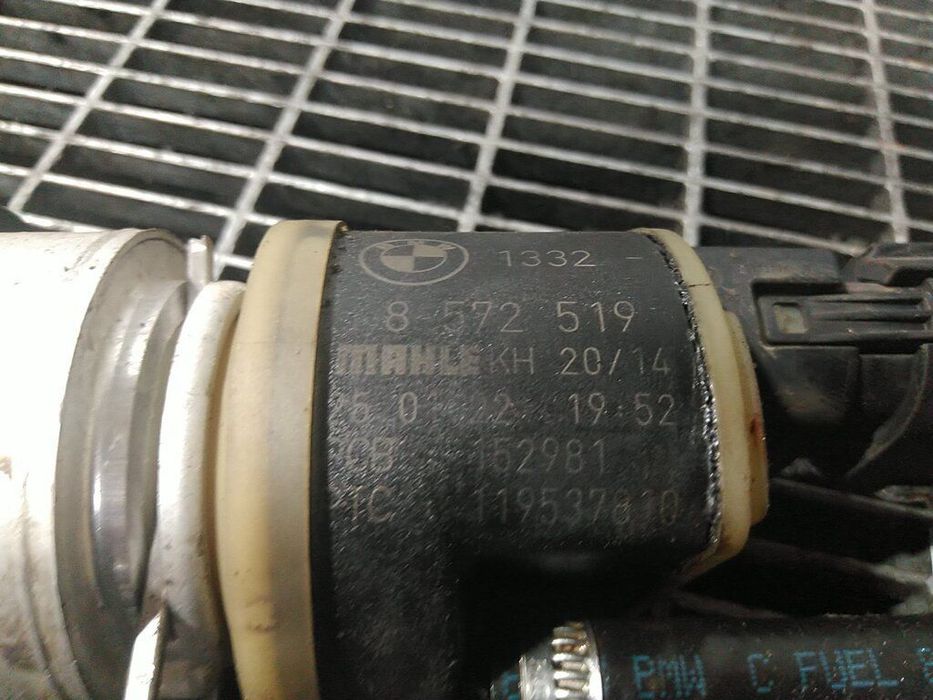 BMW 1332 -
8 572 519
MAHLE KH 20/14
19:52
152981
BMW C FUEL